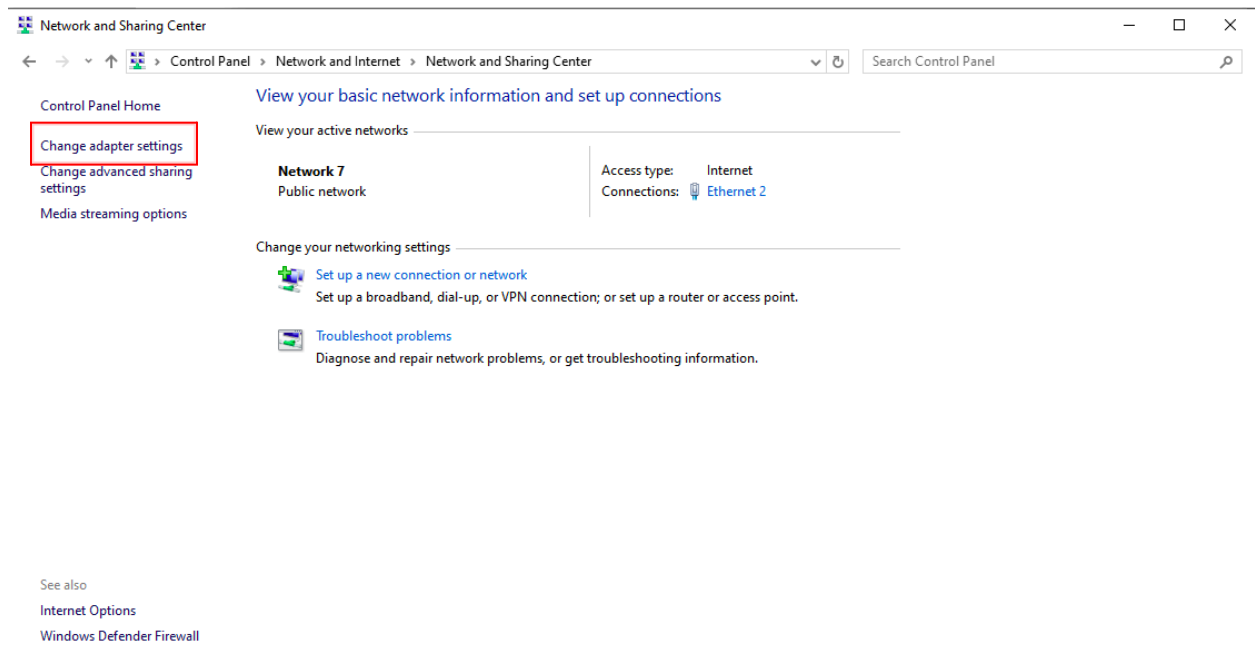 Network and Sharing Center
Control Panel > Network and Internet > Network and Sharing Center
Search Control Panel
Control Panel Home
Change adapter settings
Change advanced sharing
settings
Media streaming options
View your basic network information and set up connections
View your active networks
Network 7
Public network
Access type: Internet
Connections: Ethernet 2
Change your networking settings
Set up a new connection or network
Set up a broadband, dial-up, or VPN connection; or set up a router or access point.
Troubleshoot problems
Diagnose and repair network problems, or get troubleshooting information.
See also
Internet Options
Windows Defender Firewall